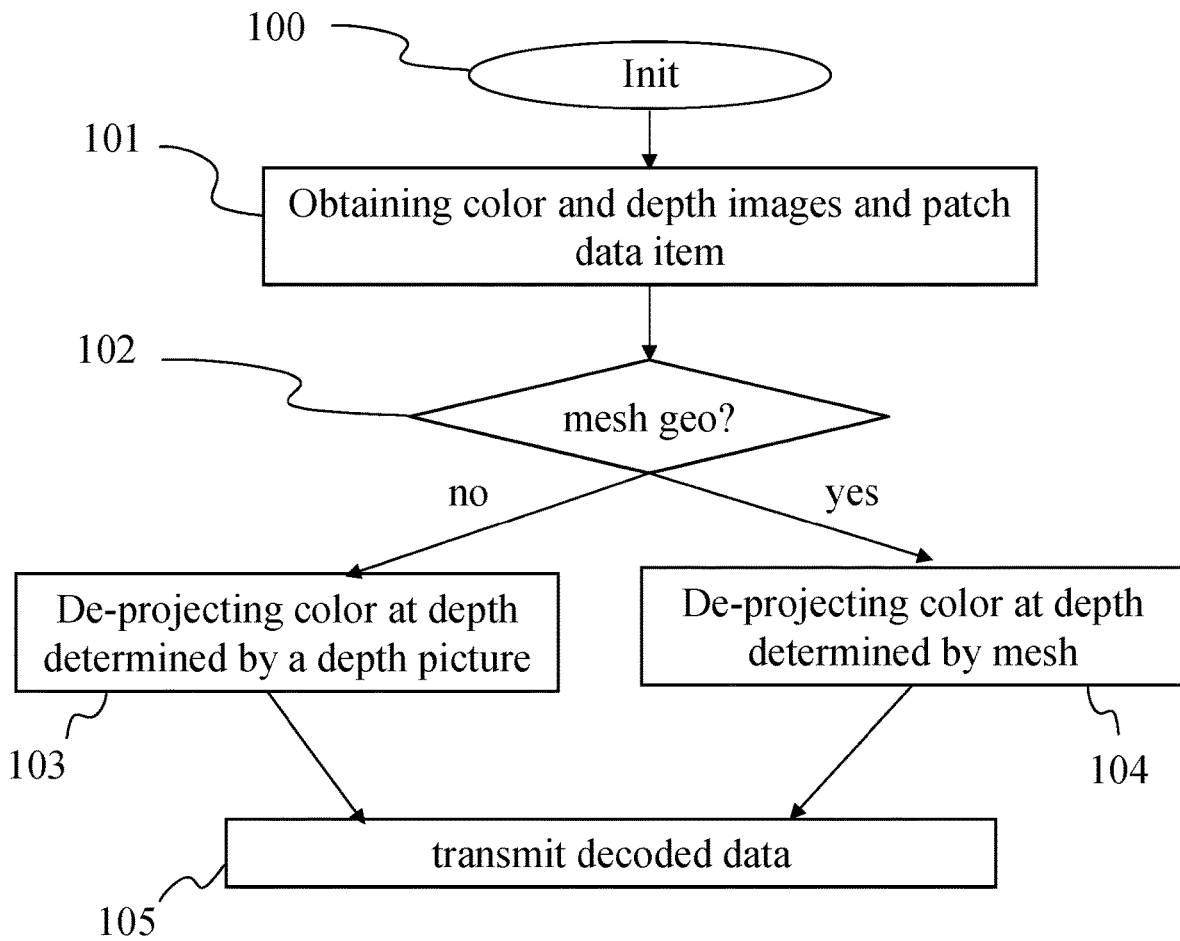 100
Init
101
Obtaining color and depth images and patch
data item
102
mesh geo?
no
yes
De-projecting color at depth
determined by a depth picture
De-projecting color at depth
determined by mesh
103
104
transmit decoded data
105